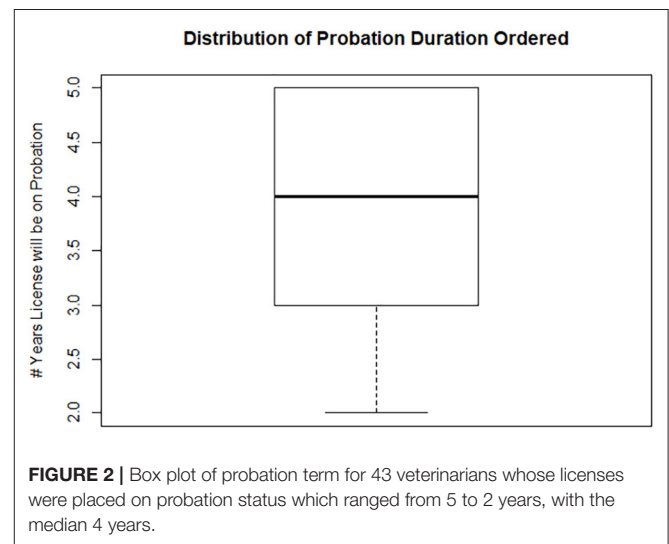 Distribution of Probation Duration Ordered
# Years License will be on Probation
5.0
4.5
4.0
3.5
3.0
2.5
2.0
FIGURE 2 | Box plot of probation term for 43 veterinarians whose licenses
were placed on probation status which ranged from 5 to 2 years, with the
median 4 years.